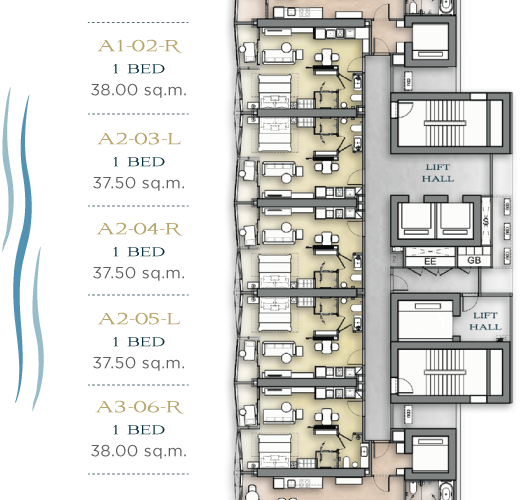 A1-02-R
1 BED
38.00 sq.m.
A2-03-L
1 BED
37.50 sq.m.
A2-04-R
1 BED
37.50 sq.m.
A2-05-L
1 BED
37.50 sq.m.
A3-06-R
1 BED
38.00 sq.m.
LIFT
HALL
EE
GB
LIFT
HALL